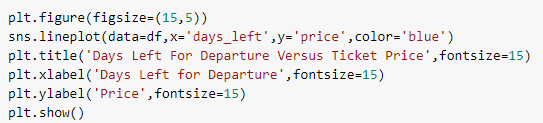 plt.figure(figsize=(15,5))
sns.lineplot(data=df,x='days_left',y='price',color='blue')
plt.title('Days Left For Departure Versus Ticket Price',fontsize=15)
plt.xlabel('Days Left for Departure',fontsize=15)
plt.ylabel('Price',fontsize=15)
plt.show()